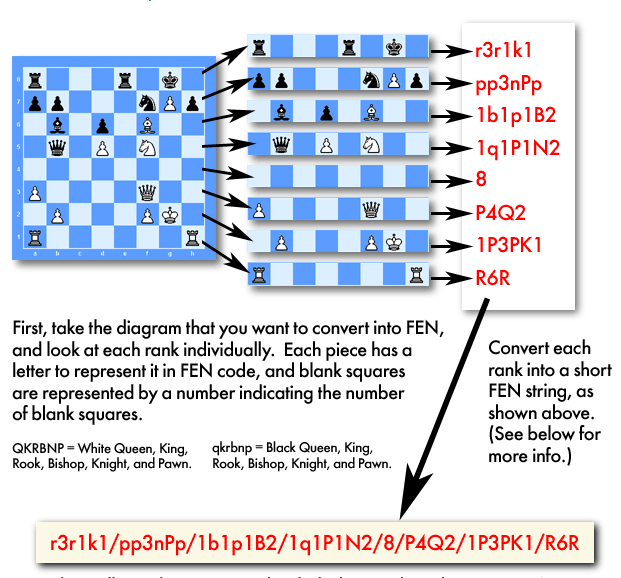 r3r1k1
pp3nPp
1b1p1B2
1q1P1N2
8
P4Q2
1P3PK1
R6R
8
7
6
5
4
3
2
1
a b c d e f g h
First, take the diagram that you want to convert into FEN,
and look at each rank individually. Each piece has a
letter to represent it in FEN code, and blank squares
are represented by a number indicating the number
of blank squares.
QKRBNP = White Queen, King,
Rook, Bishop, Knight, and Pawn.
qkrbnp = Black Queen, King,
Rook, Bishop, Knight, and Pawn.
Convert each
rank into a short
FEN string, as
shown above.
(See below for
more info.)
r3r1k1/pp3nPp/1b1p1B2/1q1P1N2/8/P4Q2/1P3PK1/R6R